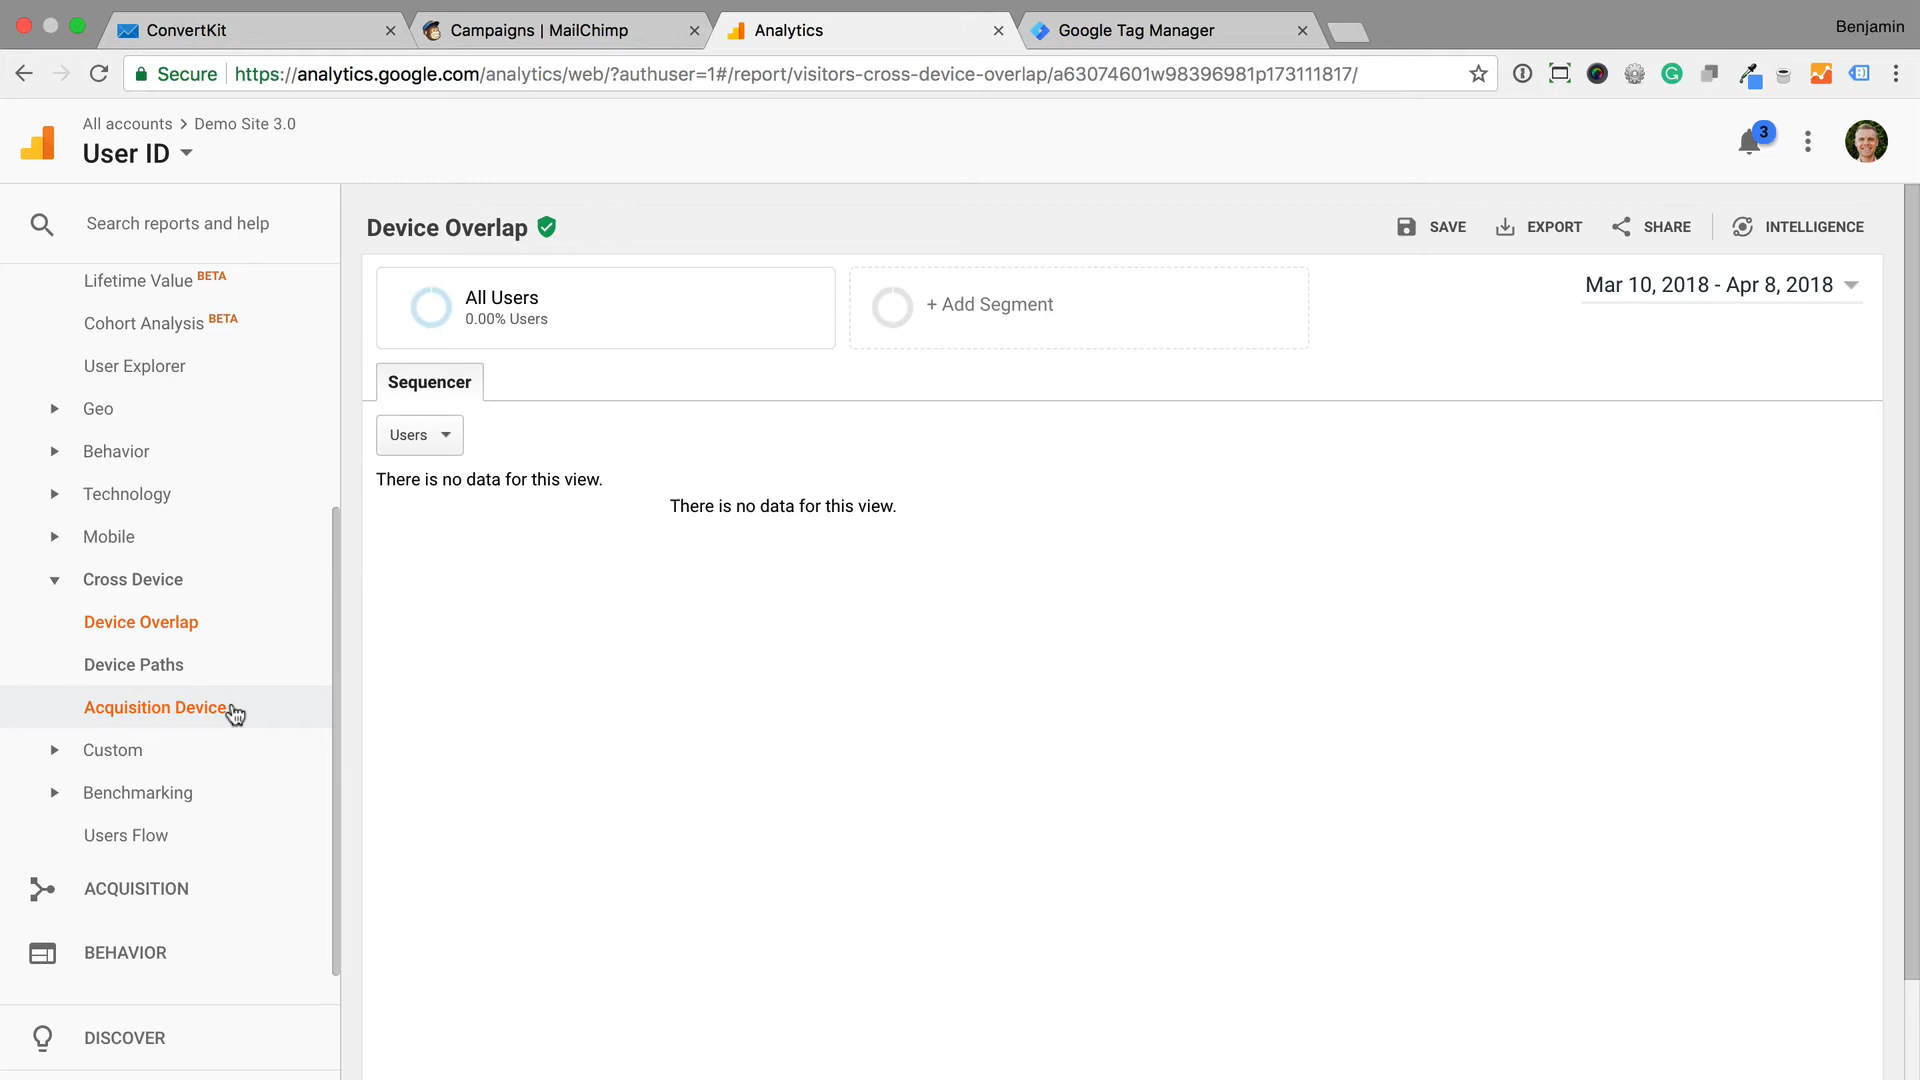 ConvertKit
Campaigns | MailChimp
Analytics
Google Tag Manager
Benjamin
Secure
https://analytics.google.com/analytics/web/?authuser=1#/report/visitors-cross-device-overlap/a63074601w98396981p173111817/
All accounts > Demo Site 3.0
User ID
3
Search reports and help
Device Overlap
SAVE
EXPORT
SHARE
INTELLIGENCE
Lifetime Value BETA
Cohort Analysis BETA
User Explorer
Geo
Behavior
Technology
Mobile
Cross Device
Device Overlap
Device Paths
Acquisition Device
Custom
Benchmarking
Users Flow
ACQUISITION
BEHAVIOR
DISCOVER
All Users
0.00% Users
+ Add Segment
Mar 10, 2018 - Apr 8, 2018
Sequencer
Users
There is no data for this view.
There is no data for this view.